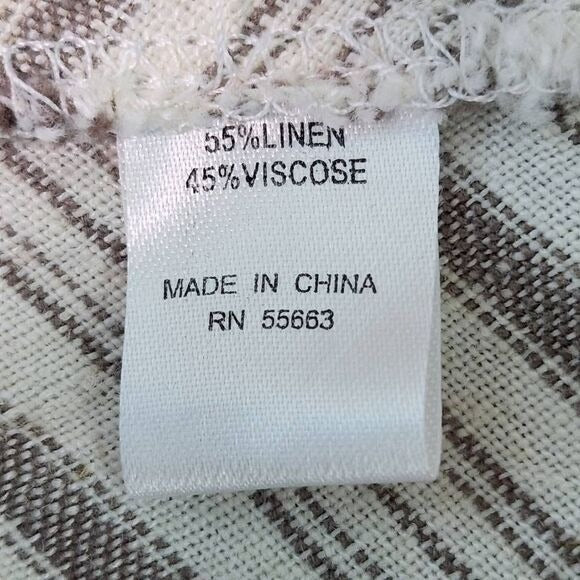 55%LINEN
45%VISCOSE
MADE IN CHINA
RN 55663